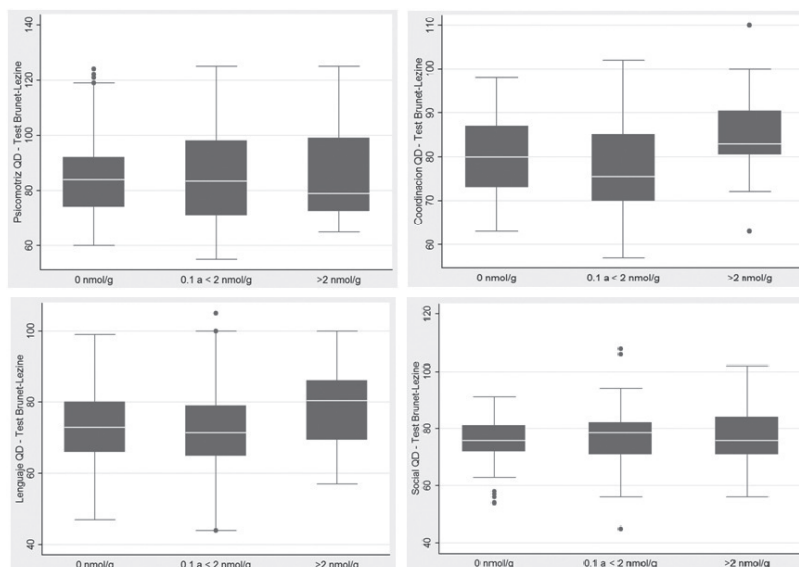 Psicomotriz QD - Test Brunet-Lezine
140
120
100
80
60
0 nmol/g 0.1 a < 2 nmol/g >2 nmol/g
Coordinacion QD - Test Brunet-Lezine
110
100
90
80
70
60
0 nmol/g 0.1 a < 2 nmol/g >2 nmol/g
Lenguaje QD - Test Brunet-Lezine
100
80
60
40
0 nmol/g 0.1 a < 2 nmol/g >2 nmol/g
Social QD - Test Brunet-Lezine
120
100
80
60
40
0 nmol/g 0.1 a < 2 nmol/g >2 nmol/g